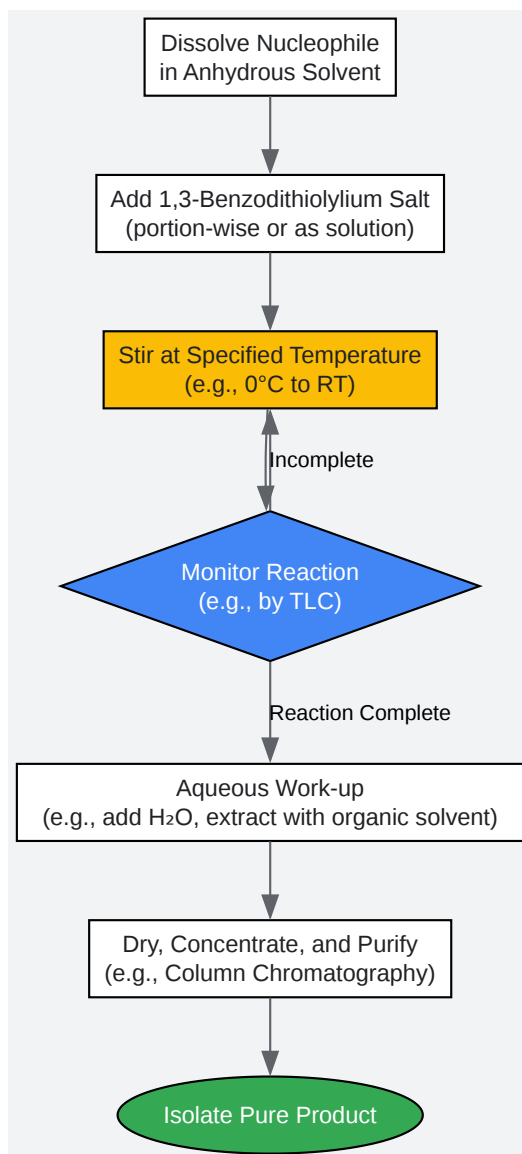 Dissolve Nucleophile
in Anhydrous Solvent
Add 1,3-Benzodithiolylium Salt
(portion-wise or as solution)
Stir at Specified Temperature
(e.g., 0°C to RT)
Incomplete
Monitor Reaction
(e.g., by TLC)
Reaction Complete
Aqueous Work-up
(e.g., add H₂O, extract with organic solvent)
Dry, Concentrate, and Purify
(e.g., Column Chromatography)
Isolate Pure Product